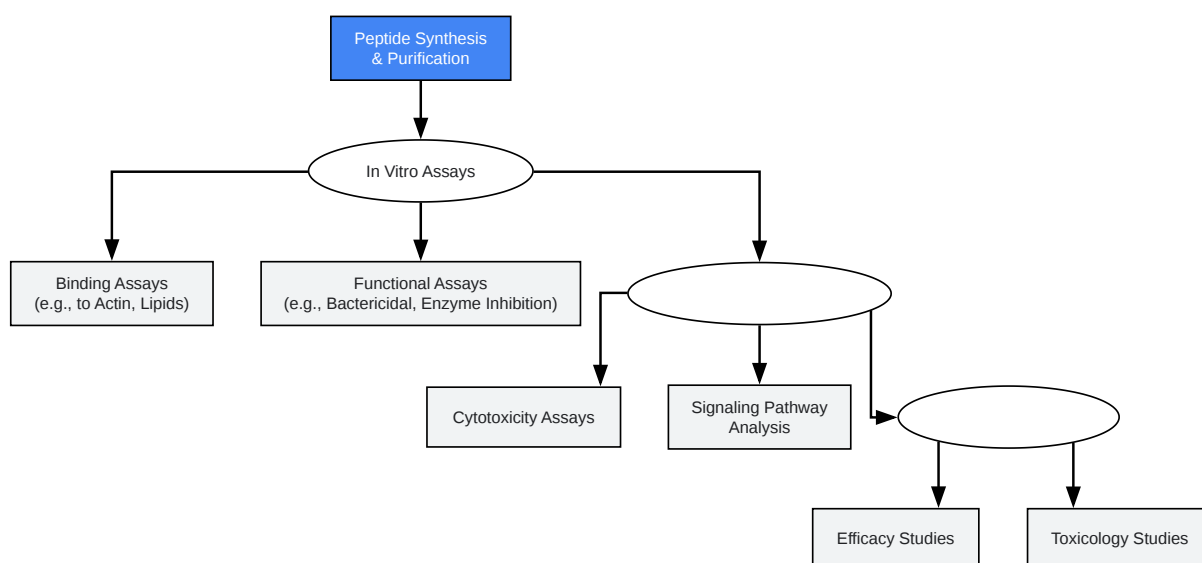 Peptide Synthesis
& Purification
In Vitro Assays
Binding Assays
(e.g., to Actin, Lipids)
Functional Assays
(e.g., Bactericidal, Enzyme Inhibition)
Cytotoxicity Assays
Signaling Pathway
Analysis
Efficacy Studies
Toxicology Studies